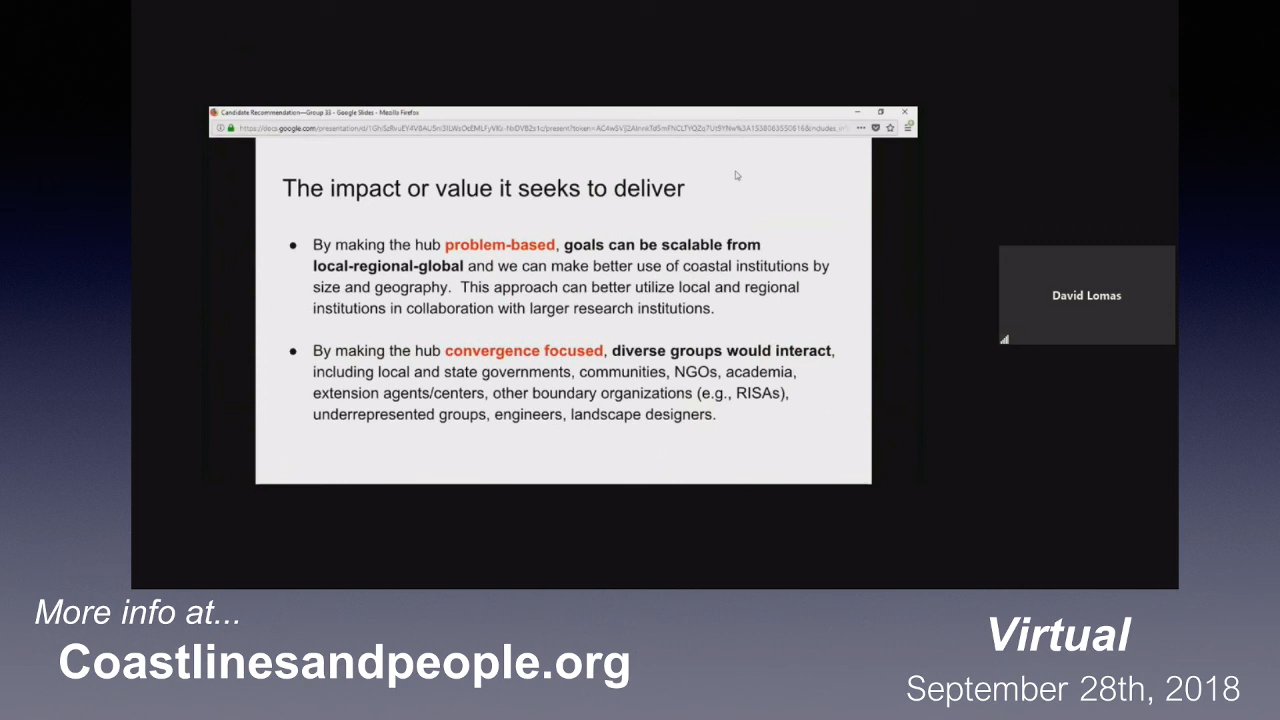 Candidate Recommendation—Group 33 - Google Slides - Mozilla Firefox
The impact or value it seeks to deliver
● By making the hub problem-based, goals can be scalable from
local-regional-global and we can make better use of coastal institutions by
size and geography. This approach can better utilize local and regional
institutions in collaboration with larger research institutions.
● By making the hub convergence focused, diverse groups would interact,
including local and state governments, communities, NGOs, academia,
extension agents/centers, other boundary organizations (e.g., RISAs),
underrepresented groups, engineers, landscape designers.
David Lomas
More info at...
Coastlinesandpeople.org
Virtual
September 28th, 2018